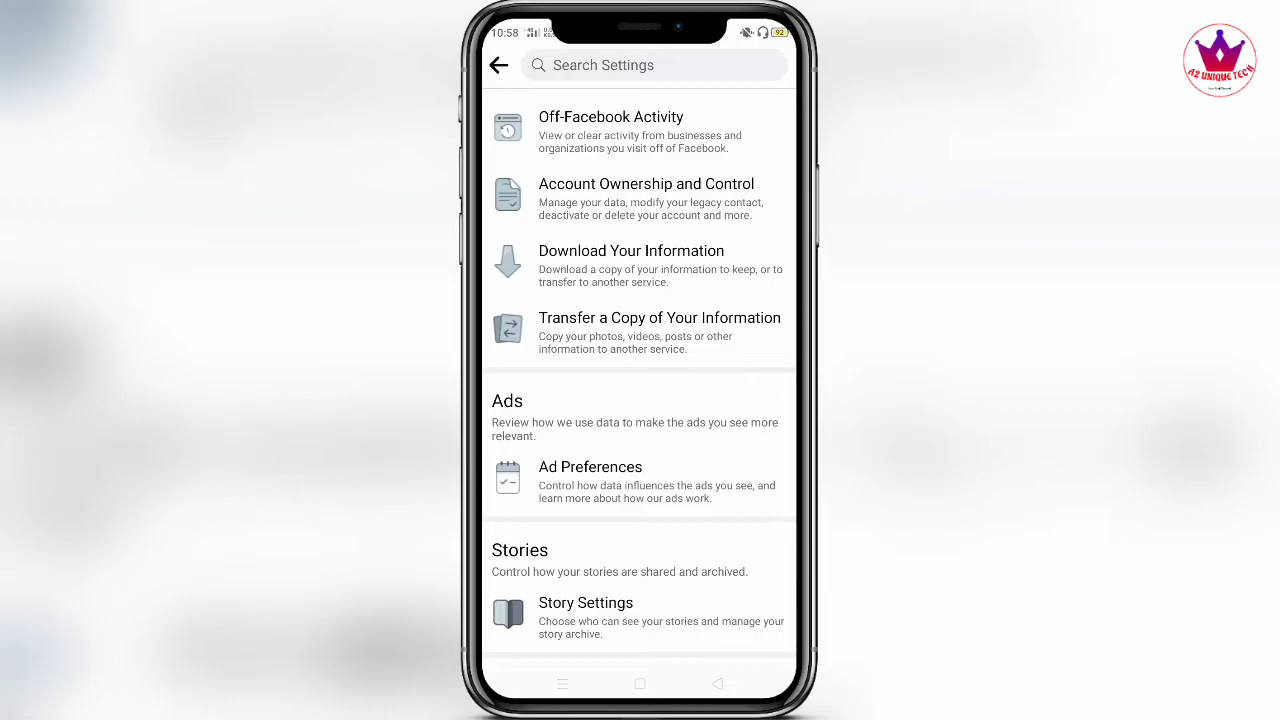 10:58
92
Search Settings
Off-Facebook Activity
View or clear activity from businesses and
organizations you visit off of Facebook.
Account Ownership and Control
Manage your data, modify your legacy contact,
deactivate or delete your account and more.
Download Your Information
Download a copy of your information to keep, or to
transfer to another service.
Transfer a Copy of Your Information
Copy your photos, videos, posts or other
information to another service.
Ads
Review how we use data to make the ads you see more
relevant.
Ad Preferences
Control how data influences the ads you see, and
learn more about how our ads work.
Stories
Control how your stories are shared and archived.
Story Settings
Choose who can see your stories and manage your
story archive.
A2 UNIQUE TECH